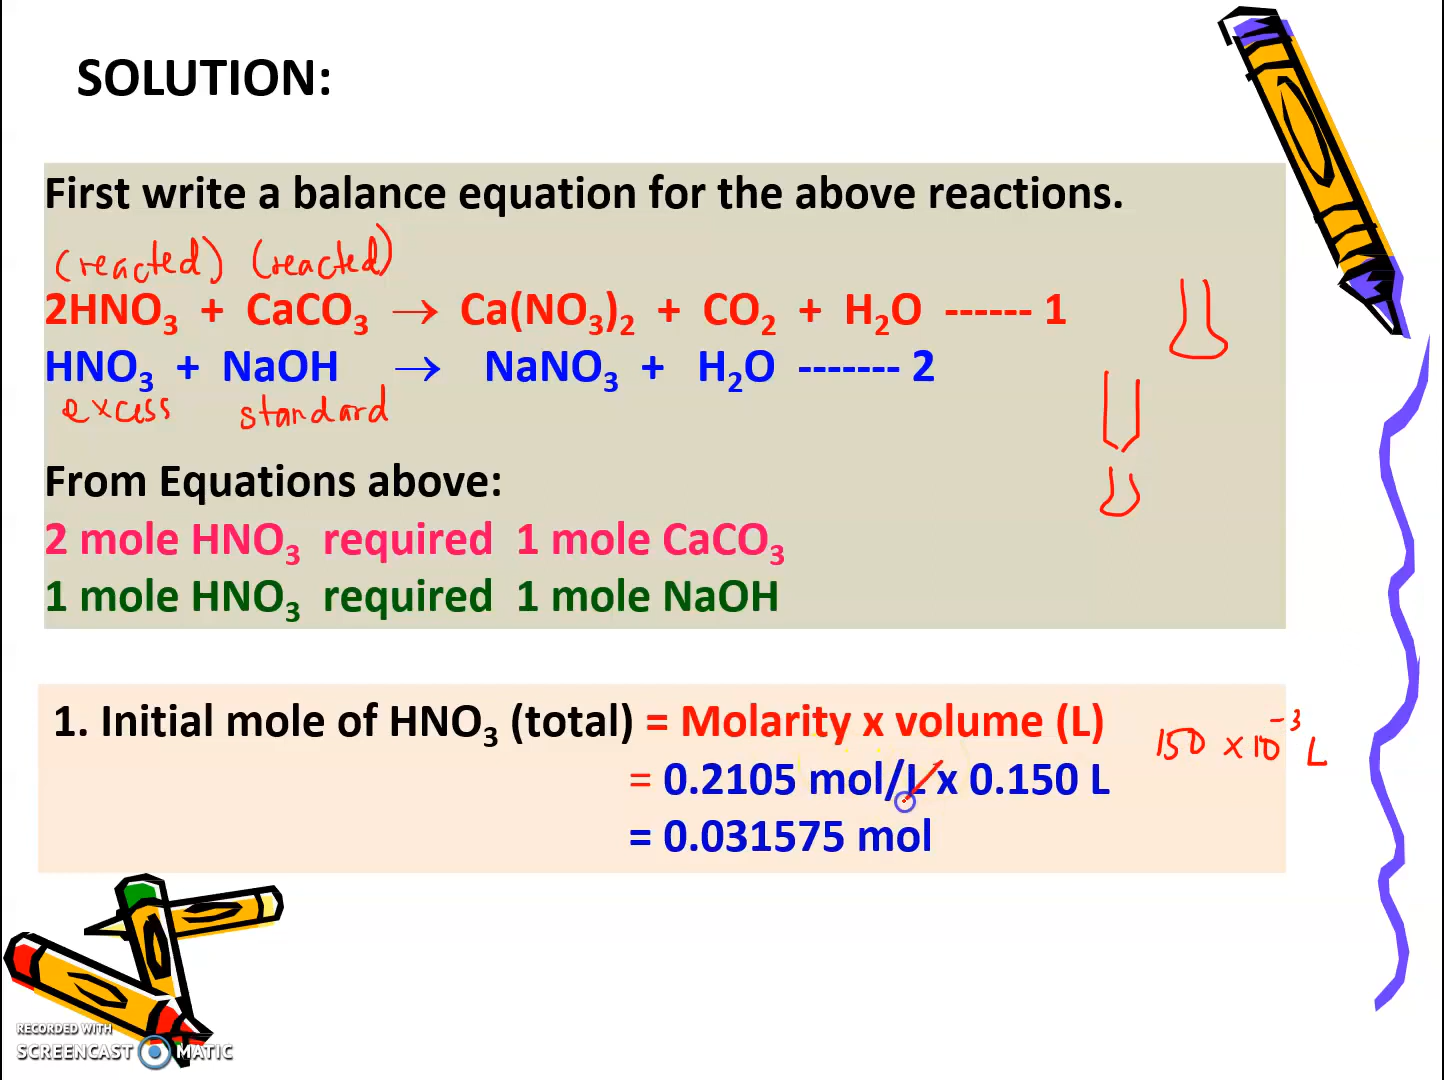 SOLUTION:
First write a balance equation for the above reactions.
(reacted) (reacted)
2HNO₃ + CaCO₃ → Ca(NO₃)₂ + CO₂ + H₂O ------ 1
HNO₃ + NaOH → NaNO₃ + H₂O ------- 2
excess standard
From Equations above:
2 mole HNO₃ required 1 mole CaCO₃
1 mole HNO₃ required 1 mole NaOH
1. Initial mole of HNO₃ (total) = Molarity x volume (L)
150 x 10⁻³ L
= 0.2105 mol/L x 0.150 L
= 0.031575 mol
RECORDED WITH
SCREENCAST MATIC